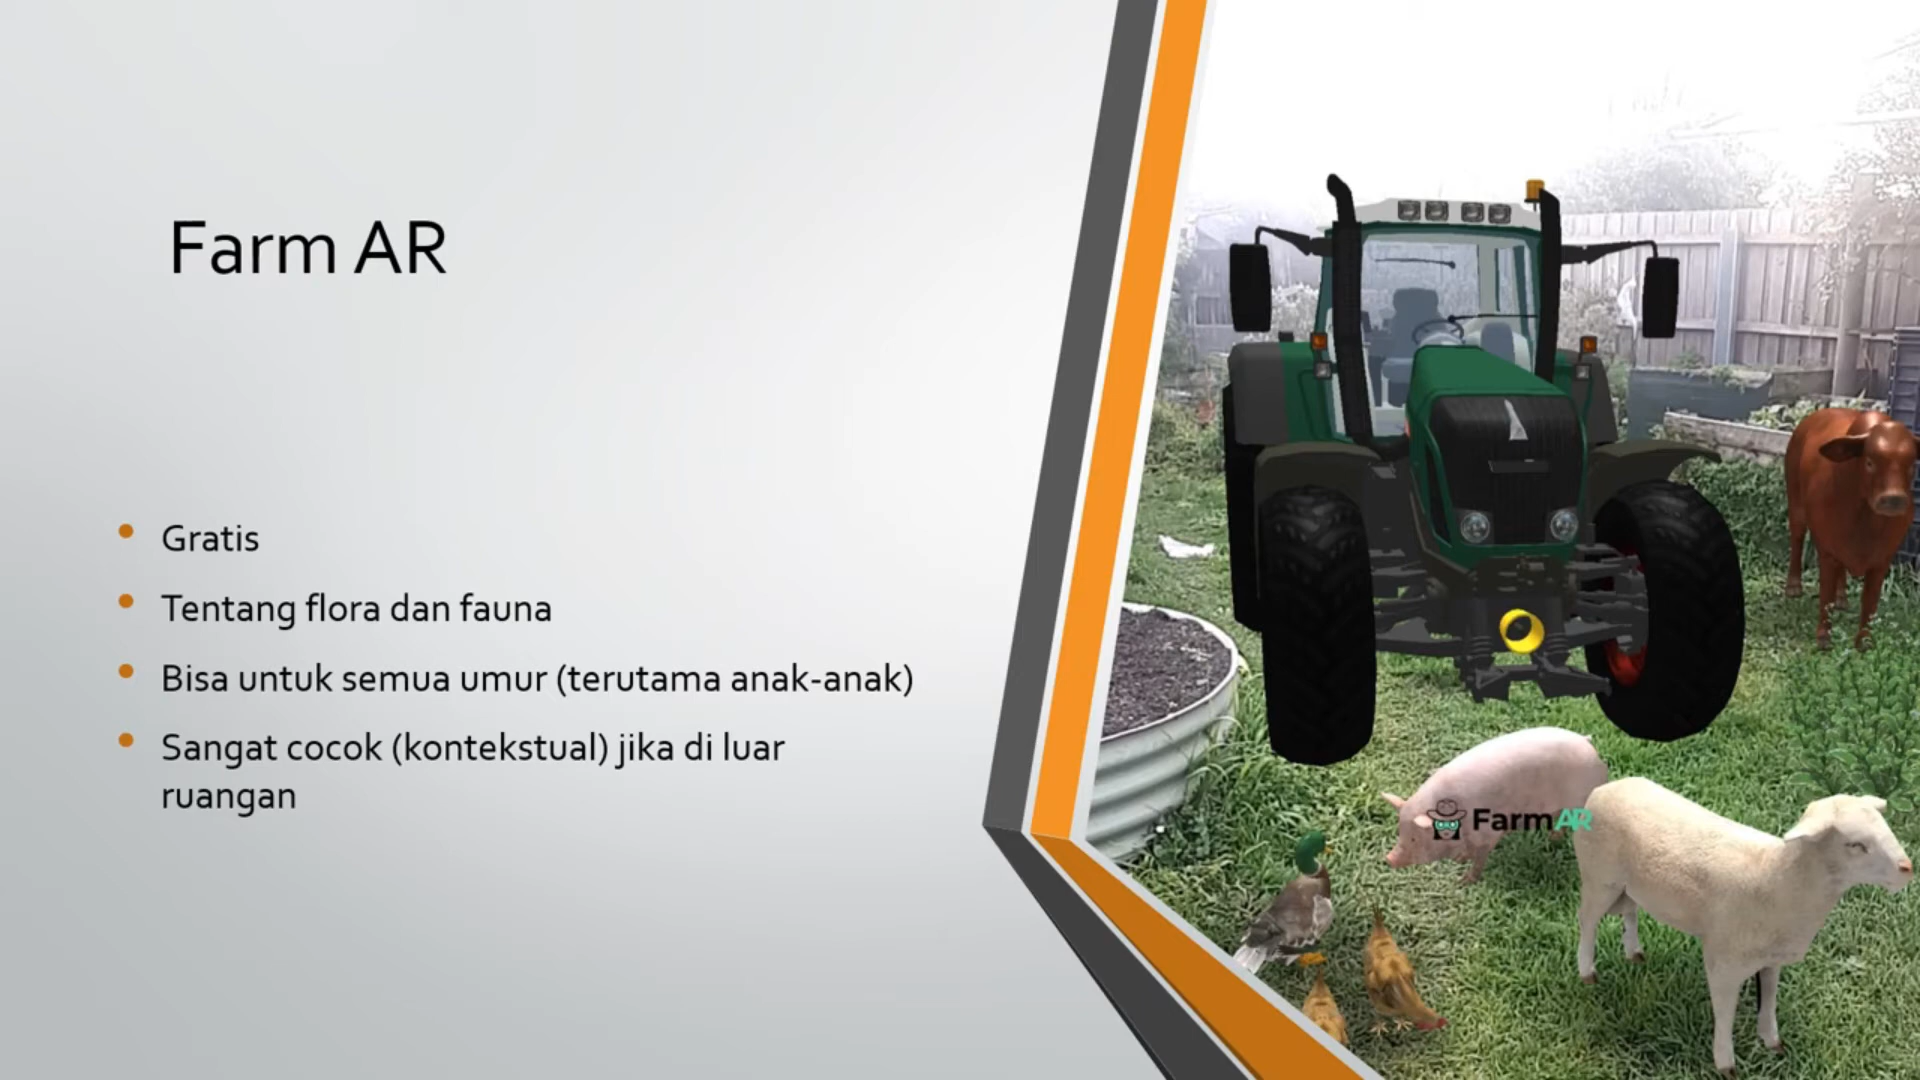 Farm AR
• Gratis
• Tentang flora dan fauna
• Bisa untuk semua umur (terutama anak-anak)
• Sangat cocok (kontekstual) jika di luar
ruangan
FarmAR